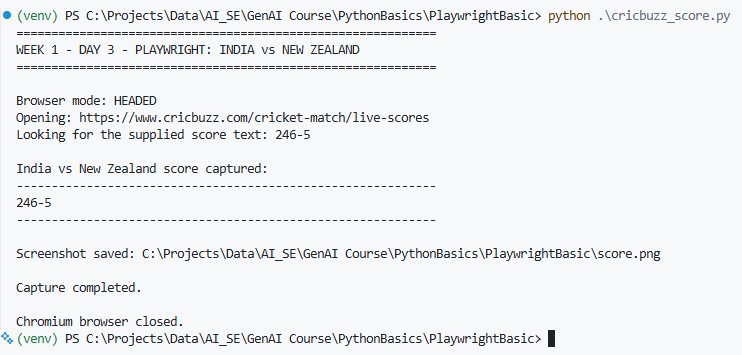 (venv) PS C:\Projects\Data\AI_SE\GenAI Course\PythonBasics\PlaywrightBasic> python .\cricbuzz_score.py
============================================================
WEEK 1 - DAY 3 - PLAYWRIGHT: INDIA vs NEW ZEALAND
============================================================
Browser mode: HEADED
Opening: https://www.cricbuzz.com/cricket-match/live-scores
Looking for the supplied score text: 246-5
India vs New Zealand score captured:
------------------------------------------------------------
246-5
------------------------------------------------------------
Screenshot saved: C:\Projects\Data\AI_SE\GenAI Course\PythonBasics\PlaywrightBasic\score.png
Capture completed.
Chromium browser closed.
(venv) PS C:\Projects\Data\AI_SE\GenAI Course\PythonBasics\PlaywrightBasic>